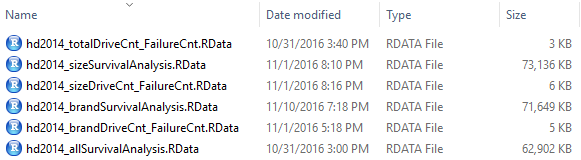 Name Date modified Type Size
hd2014_totalDriveCnt_FailureCnt.RData 10/31/2016 3:40 PM RDATA File 3 KB
hd2014_sizeSurvivalAnalysis.RData 11/1/2016 8:10 PM RDATA File 73,136 KB
hd2014_sizeDriveCnt_FailureCnt.RData 11/1/2016 8:16 PM RDATA File 6 KB
hd2014_brandSurvivalAnalysis.RData 11/10/2016 7:18 PM RDATA File 71,649 KB
hd2014_brandDriveCnt_FailureCnt.RData 11/1/2016 5:18 PM RDATA File 5 KB
hd2014_allSurvivalAnalysis.RData 10/31/2016 3:00 PM RDATA File 62,902 KB